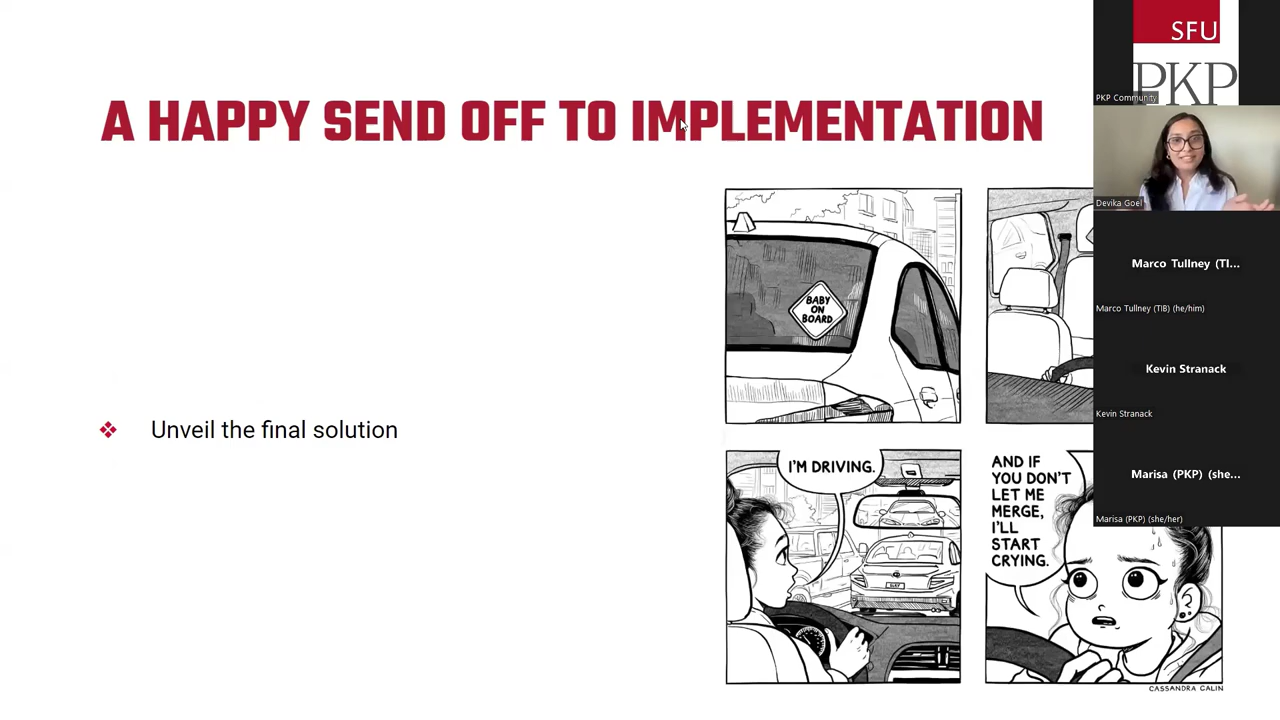 A HAPPY SEND OFF TO IMPLEMENTATION
❖ Unveil the final solution
BABY
ON
BOARD
I'M DRIVING.
AND IF
YOU DON'T
LET ME
MERGE,
I'LL
START
CRYING.
CASSANDRA CALIN
SFU
PKP
PKP Community
Devika Goel
Marco Tullney (TI...
Marco Tullney (TIB) (he/him)
Kevin Stranack
Kevin Stranack
Marisa (PKP) (she...
Marisa (PKP) (she/her)